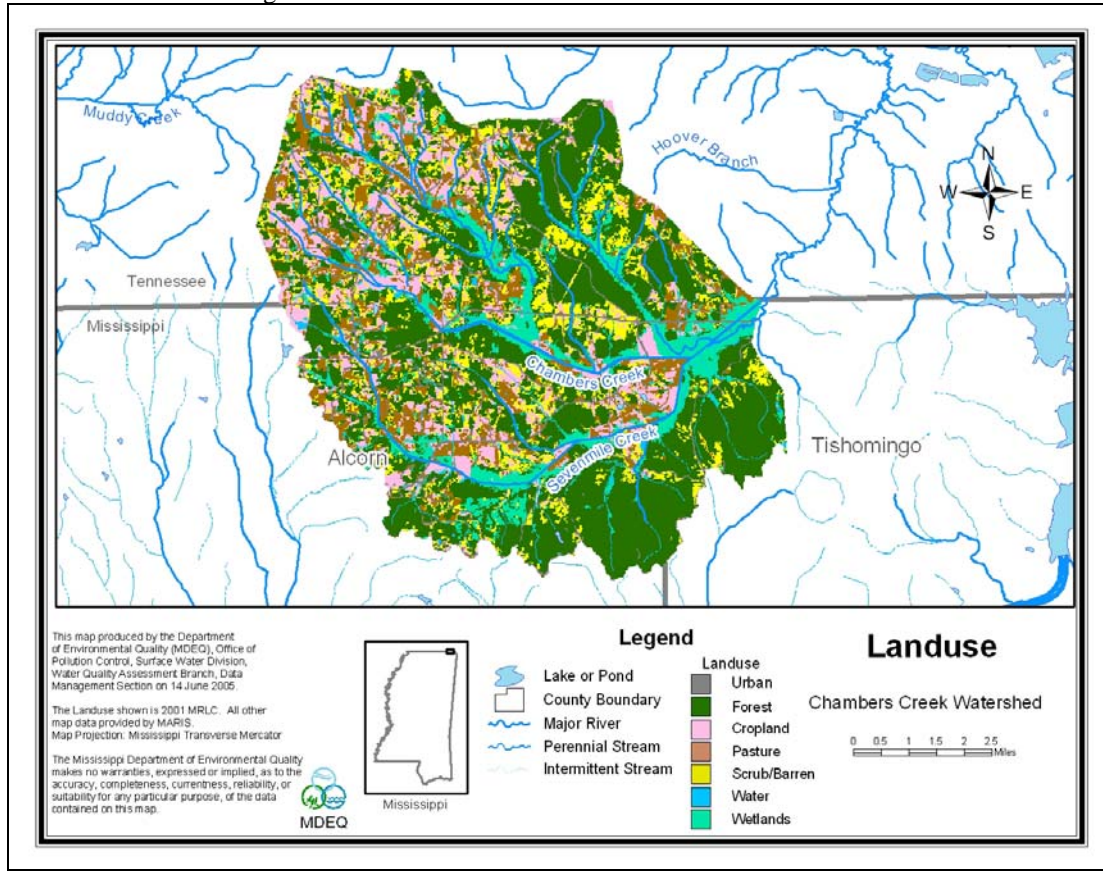 Muddy Creek
Hoover Branch
N
W E
S
Tennessee
Mississippi
Chambers Creek
Sevenmile Creek
Alcorn
Tishomingo
This map produced by the Department
of Environmental Quality (MDEQ), Office of
Pollution Control, Surface Water Division,
Water Quality Assessment Branch, Data
Management Section on 14 June 2005.
The Landuse shown is 2001 MRLC. All other
map data provided by MARIS.
Map Projection: Mississippi Transverse Mercator
The Mississippi Department of Environmental Quality
makes no warranties, expressed or implied, as to the
accuracy, completeness, currentness, reliability, or
suitability for any particular purpose, of the data
contained on this map.
MDEQ
Mississippi
Legend
Lake or Pond
County Boundary
Major River
Perennial Stream
Intermittent Stream
Landuse
Urban
Forest
Cropland
Pasture
Scrub/Barren
Water
Wetlands
Landuse
Chambers Creek Watershed
0 0.5 1 1.5 2 2.5
Miles